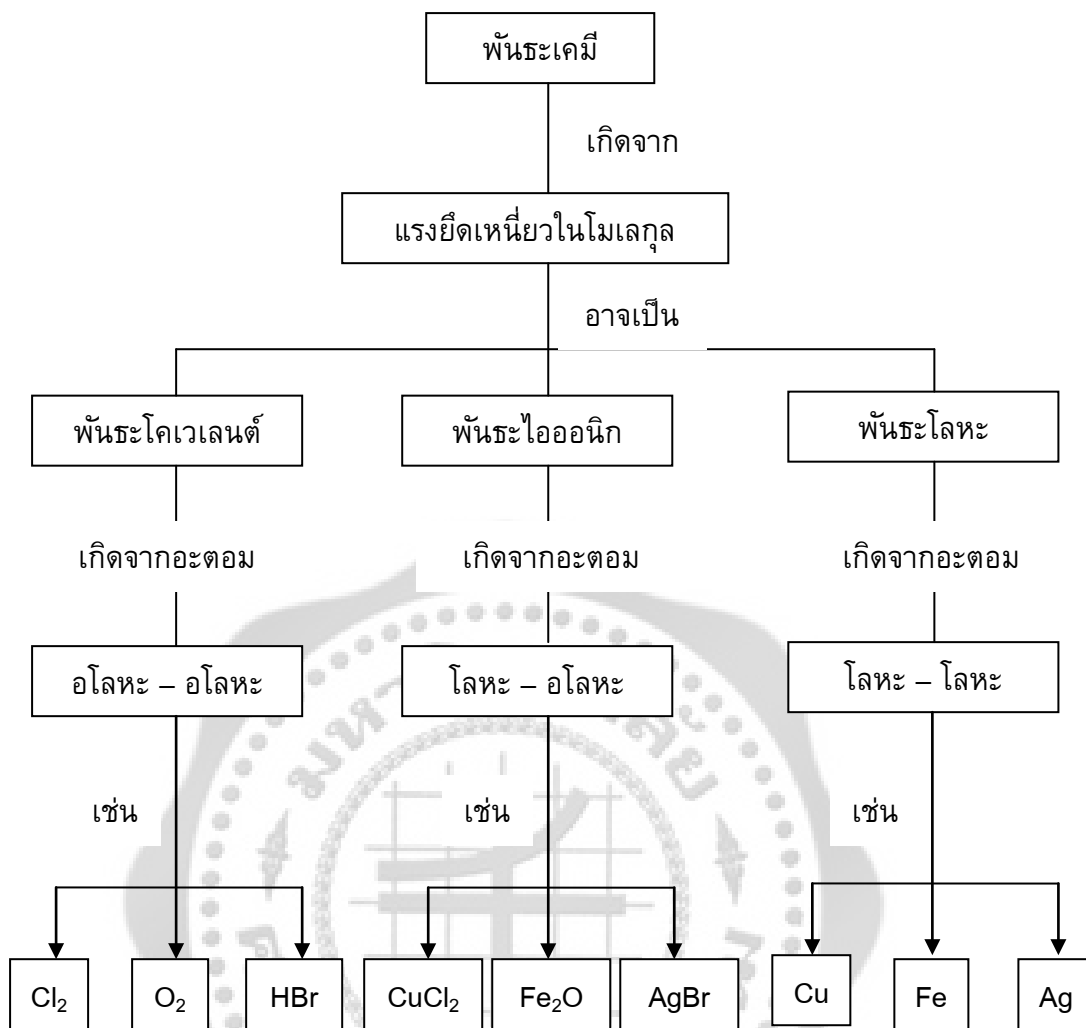 พันธะเคมี
เกิดจาก
แรงยึดเหนี่ยวในโมเลกุล
อาจเป็น
พันธะโคเวเลนต์ พันธะไอออนิก พันธะโลหะ
เกิดจากอะตอม เกิดจากอะตอม เกิดจากอะตอม
อโลหะ – อโลหะ โลหะ – อโลหะ โลหะ – โลหะ
เช่น เช่น เช่น
Cl₂ O₂ HBr CuCl₂ Fe₂O AgBr Cu Fe Ag